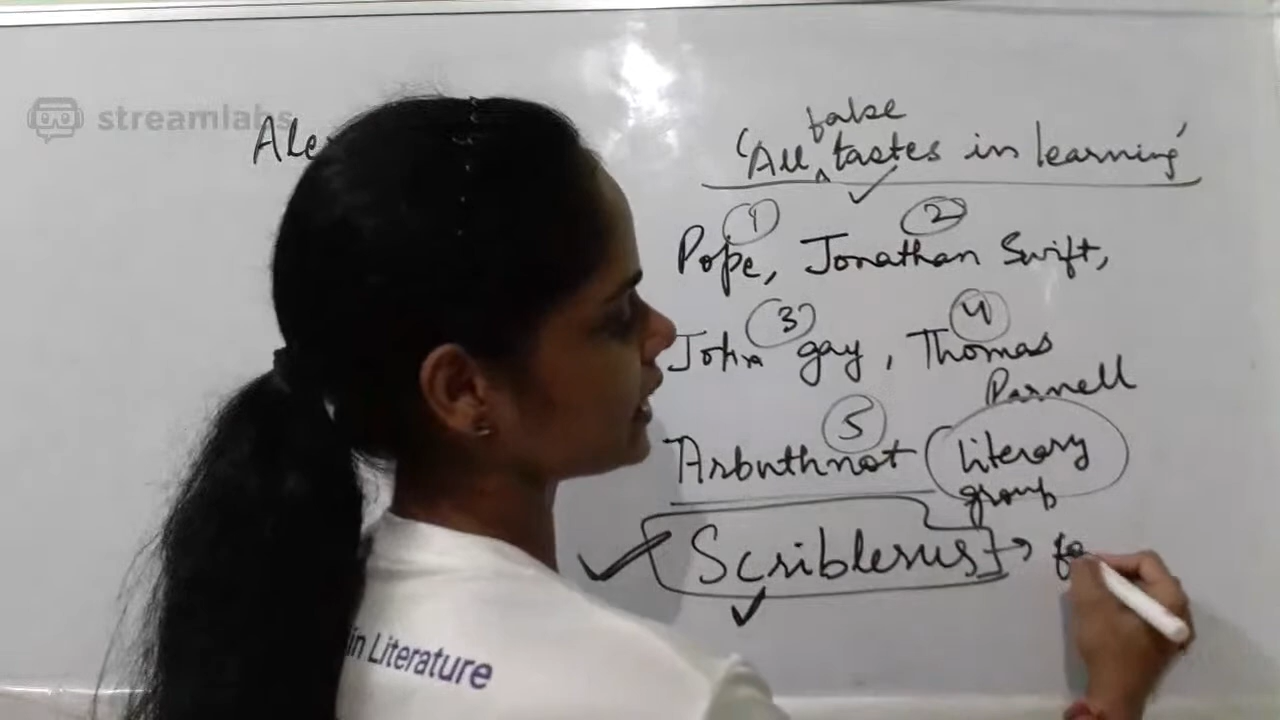 streamlabs
Ale
false
'All ^ tastes in learning'
1 2
Pope, Jonathan Swift,
3 4
John gay, Thomas
Parnell
5
Arbuthnot (literary
group
Scriblerus] → fo
in Literature